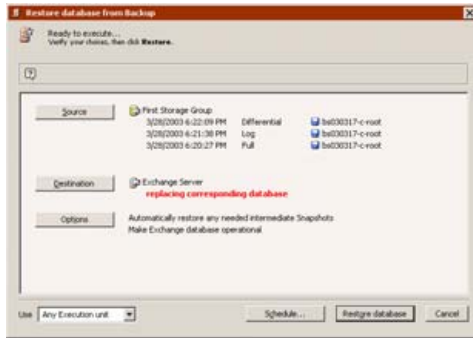 Restore database from Backup
Ready to execute...
Verify your choices, then click Restore.
Source
First Storage Group
3/28/2003 6:22:09 PM Differential bs030317-c-root
3/28/2003 6:21:38 PM Log bs030317-c-root
3/28/2003 6:20:27 PM Full bs030317-c-root
Destination
Exchange Server
replacing corresponding database
Options
Automatically restore any needed intermediate Snapshots
Make Exchange database operational
Use Any Execution unit Schedule... Restore database Cancel